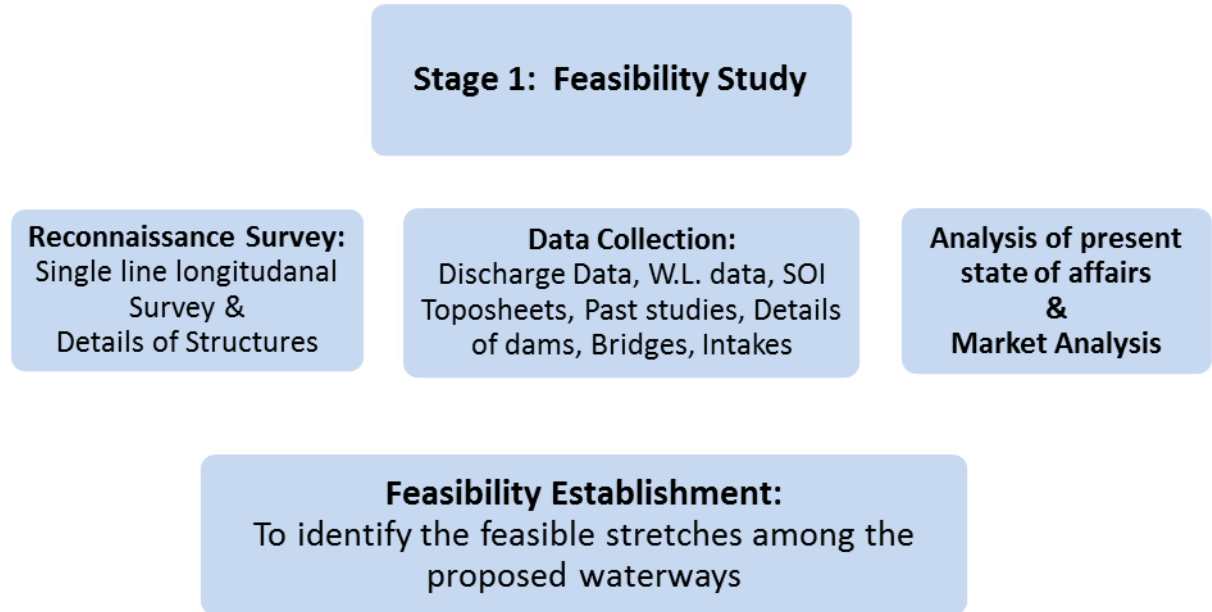 Stage 1:  Feasibility Study
Reconnaissance Survey:
Single line longitudanal
Survey &
Details of Structures
Data Collection:
Discharge Data, W.L. data, SOI
Toposheets, Past studies, Details
of dams, Bridges, Intakes
Analysis of present
state of affairs
&
Market Analysis
Feasibility Establishment:
To identify the feasible stretches among the
proposed waterways